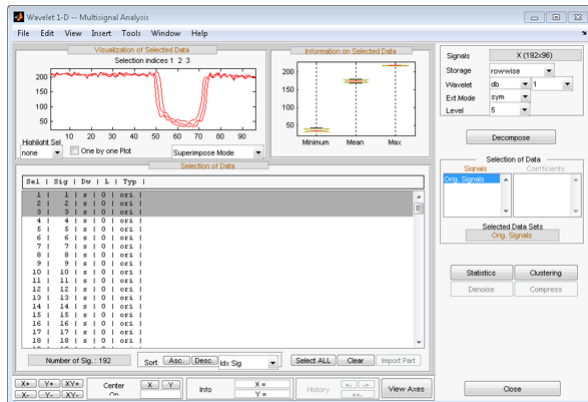 Wavelet 1-D -- Multisignal Analysis
File Edit View Insert Tools Window Help
Visualization of Selected Data
Selection indices 1 2 3
200
150
100
50
10 20 30 40 50 60 70 80 90
Highlight Sel
none
One by one Plot
Superimpose Mode
Information on Selected Data
200
150
100
50
Minimum Mean Max
Signals X (192x96)
Storage rowwise
Wavelet db 1
Ext.Mode sym
Level 5
Decompose
Selection of Data
Signals Coefficients
Orig. Signals
Selected Data Sets
Orig. Signals
Statistics Clustering
Denoise Compress
Close
Selection of Data
Sel | Sig | Dw | L | Typ |
1 | 1 | s | 0 | ori |
2 | 2 | s | 0 | ori |
3 | 3 | s | 0 | ori |
4 | 4 | s | 0 | ori |
5 | 5 | s | 0 | ori |
6 | 6 | s | 0 | ori |
7 | 7 | s | 0 | ori |
8 | 8 | s | 0 | ori |
9 | 9 | s | 0 | ori |
10 | 10 | s | 0 | ori |
11 | 11 | s | 0 | ori |
12 | 12 | s | 0 | ori |
13 | 13 | s | 0 | ori |
14 | 14 | s | 0 | ori |
15 | 15 | s | 0 | ori |
16 | 16 | s | 0 | ori |
17 | 17 | s | 0 | ori |
18 | 18 | s | 0 | ori |
Number of Sig. : 192
Sort Asc. Desc. Idx Sig
Select ALL Clear Import Part
X+ Y+ XY+
X- Y- XY-
Center X Y
On
Info X =
Y =
History <- ->
<<-
View Axes